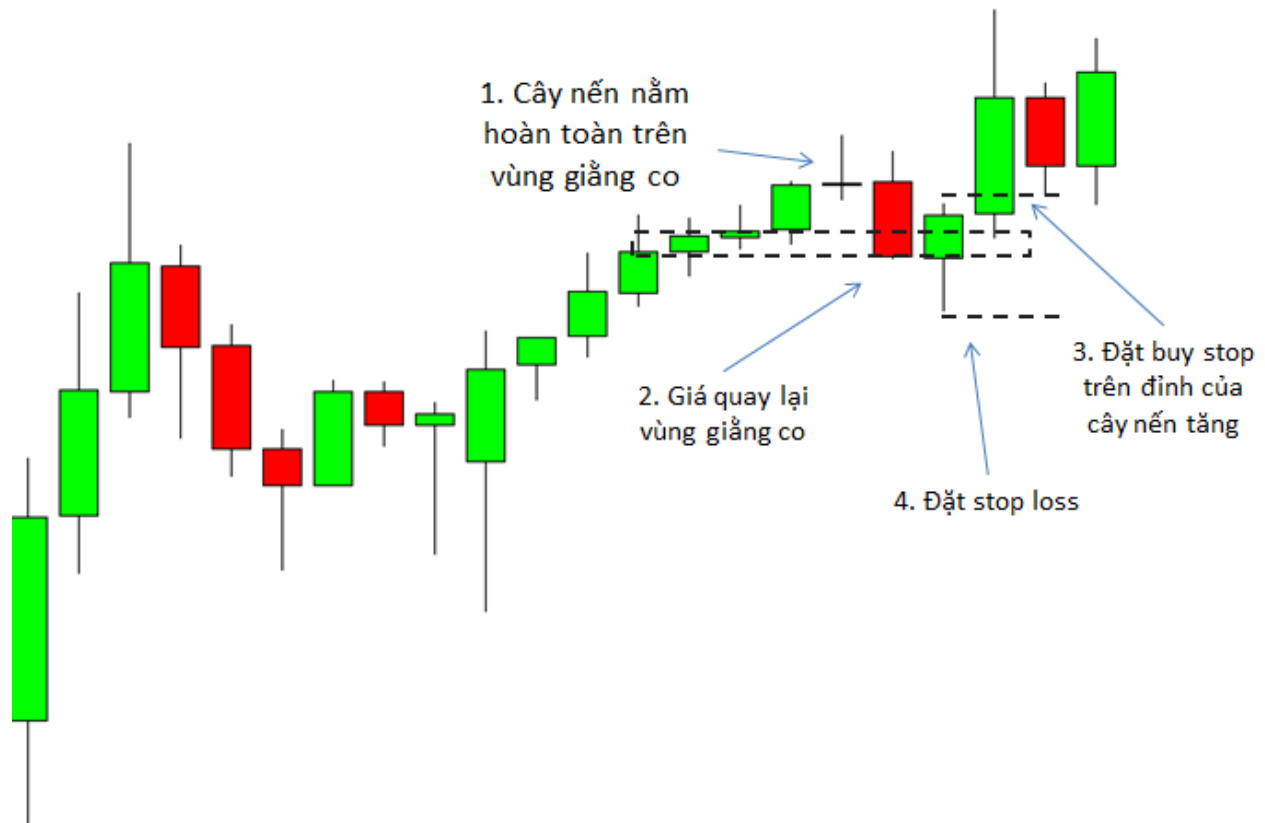 1. Cây nến nằm
hoàn toàn trên
vùng giằng co
2. Giá quay lại
vùng giằng co
3. Đặt buy stop
trên đỉnh của
cây nến tăng
4. Đặt stop loss